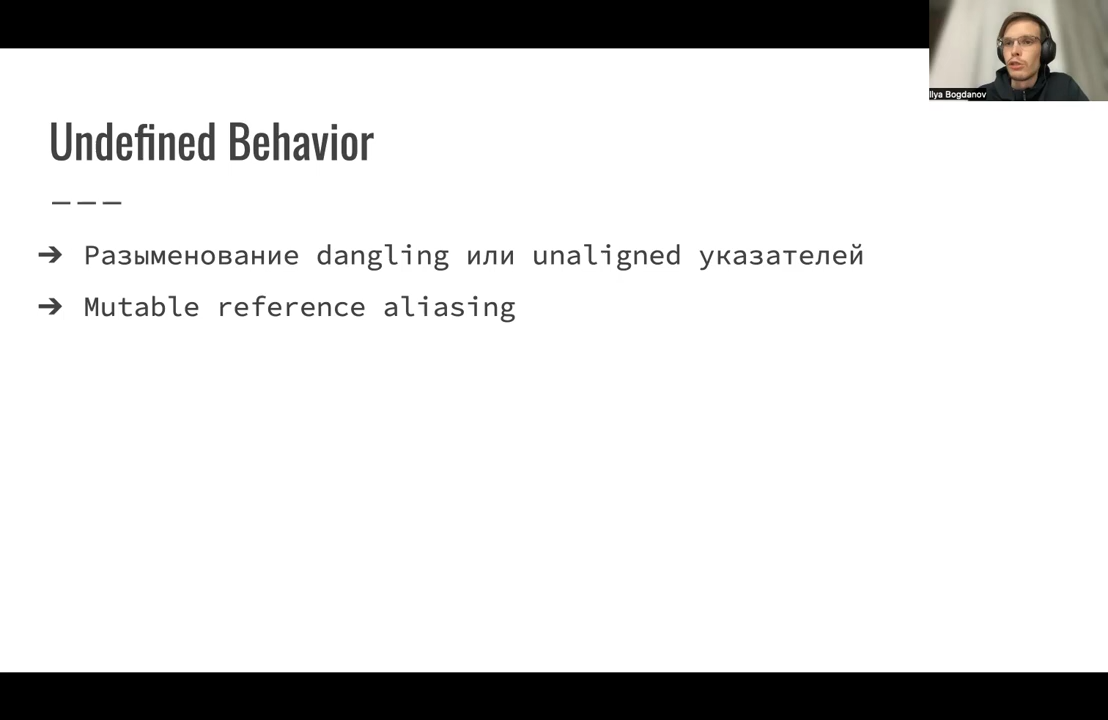 Ilya Bogdanov
Undefined Behavior
---
➔ Разыменование dangling или unaligned указателей
➔ Mutable reference aliasing